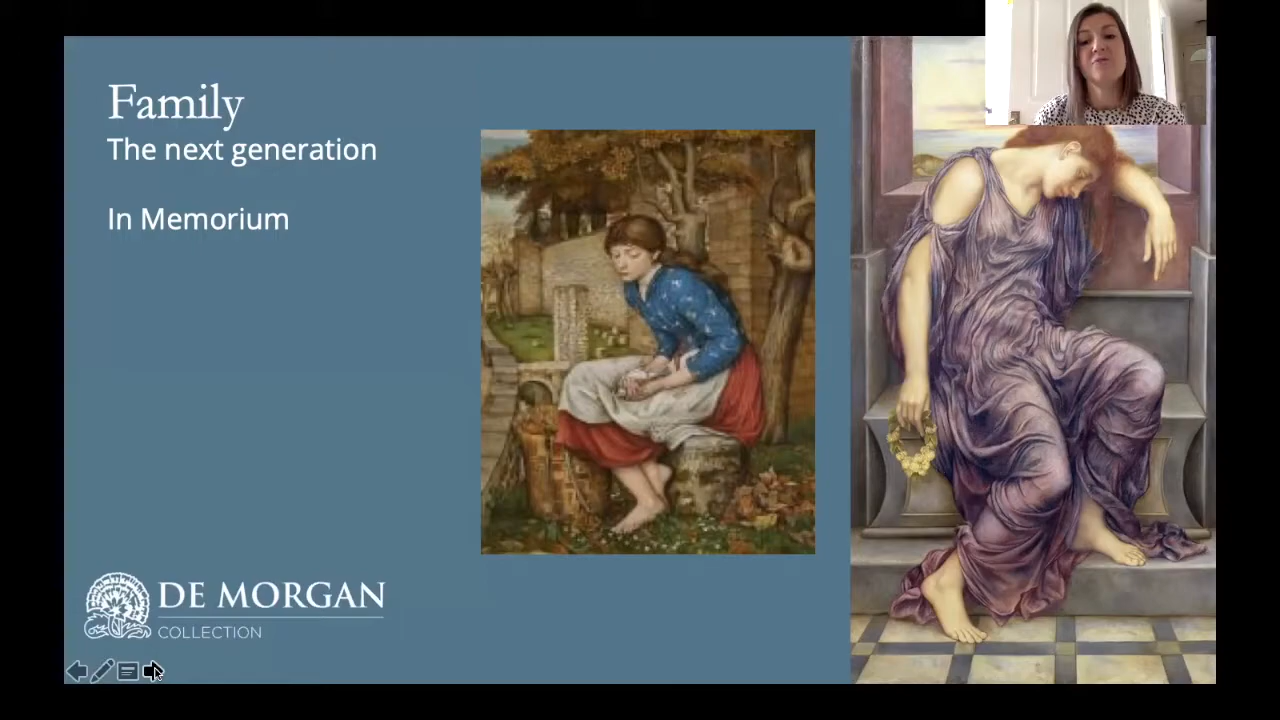 Family
The next generation
In Memorium
DE MORGAN
COLLECTION